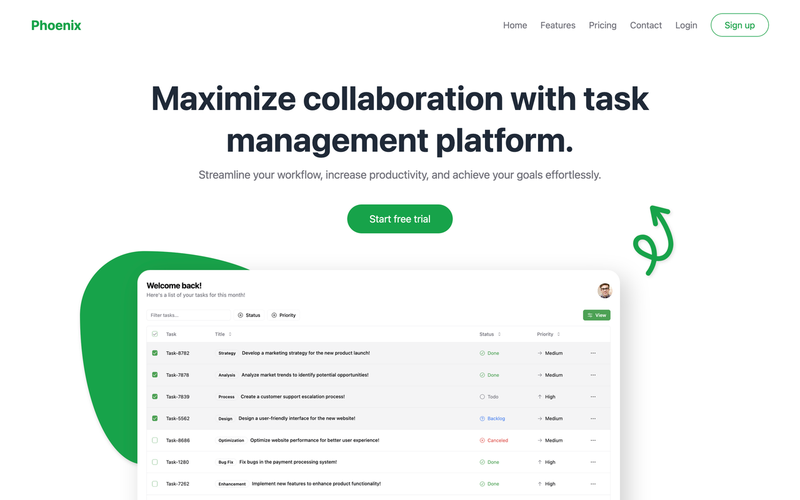 Phoenix Home Features Pricing Contact Login Sign up
Maximize collaboration with task
management platform.
Streamline your workflow, increase productivity, and achieve your goals effortlessly.
Start free trial
Welcome back!
Here's a list of your tasks for this month!
Filter tasks... Status Priority View
Task Title Status Priority
Task-8782 Strategy Develop a marketing strategy for the new product launch! Done Medium
Task-7878 Analysis Analyze market trends to identify potential opportunities! Done Medium
Task-7839 Process Create a customer support escalation process! Todo High
Task-5562 Design Design a user-friendly interface for the new website! Backlog Medium
Task-8686 Optimization Optimize website performance for better user experience! Canceled Medium
Task-1280 Bug Fix Fix bugs in the payment processing system! Done High
Task-7262 Enhancement Implement new features to enhance product functionality! Done High